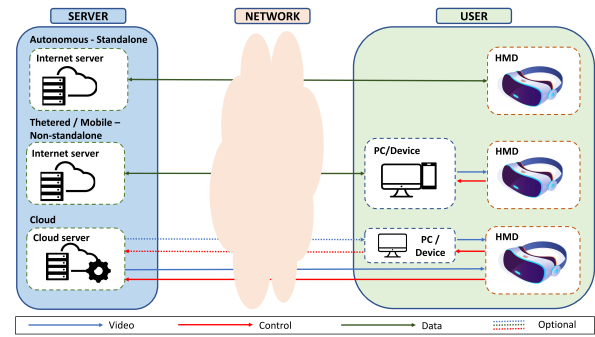 SERVER
NETWORK
USER
Autonomous - Standalone
Internet server
HMD
Thetered / Mobile –
Non-standalone
Internet server
PC/Device
HMD
Cloud
Cloud server
PC /
Device
HMD
Video
Control
Data
Optional